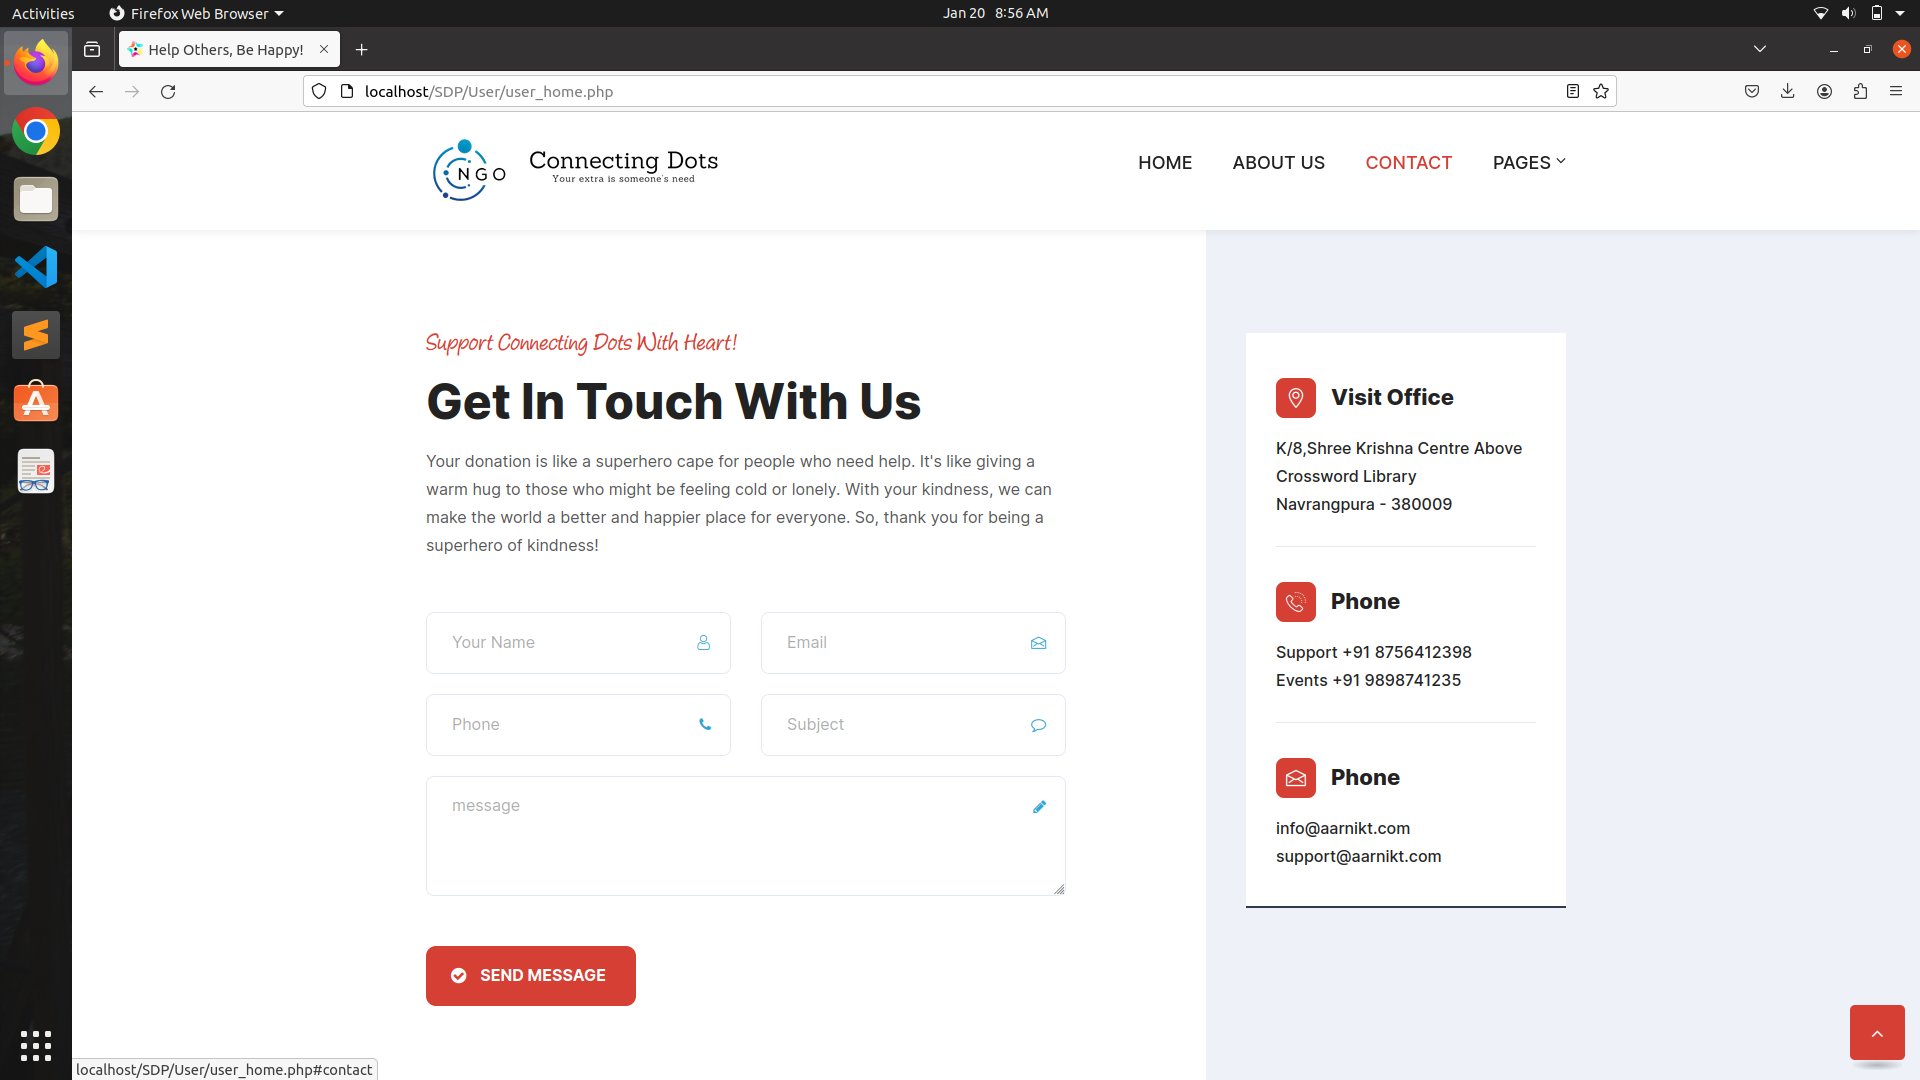 Activities
Firefox Web Browser
Jan 20 8:56 AM
Help Others, Be Happy!
localhost/SDP/User/user_home.php
NGO
Connecting Dots
Your extra is someone's need
HOME
ABOUT US
CONTACT
PAGES
Support Connecting Dots With Heart!
Get In Touch With Us
Your donation is like a superhero cape for people who need help. It's like giving a
warm hug to those who might be feeling cold or lonely. With your kindness, we can
make the world a better and happier place for everyone. So, thank you for being a
superhero of kindness!
Your Name
Email
Phone
Subject
message
SEND MESSAGE
Visit Office
K/8,Shree Krishna Centre Above
Crossword Library
Navrangpura - 380009
Phone
Support +91 8756412398
Events +91 9898741235
Phone
info@aarnikt.com
support@aarnikt.com
localhost/SDP/User/user_home.php#contact